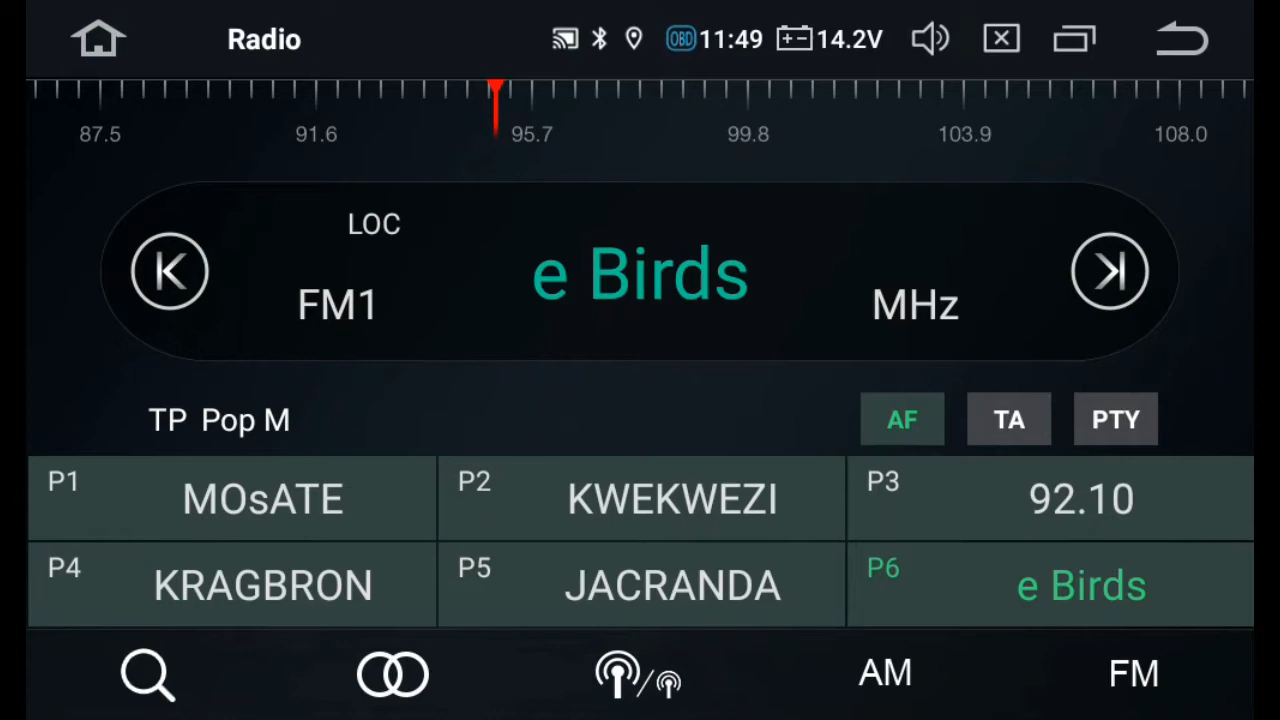 Radio OBD 11:49 14.2V
87.5 91.6 95.7 99.8 103.9 108.0
LOC
FM1 e Birds MHz
TP Pop M AF TA PTY
P1 MOsATE P2 KWEKWEZI P3 92.10
P4 KRAGBRON P5 JACRANDA P6 e Birds
AM FM